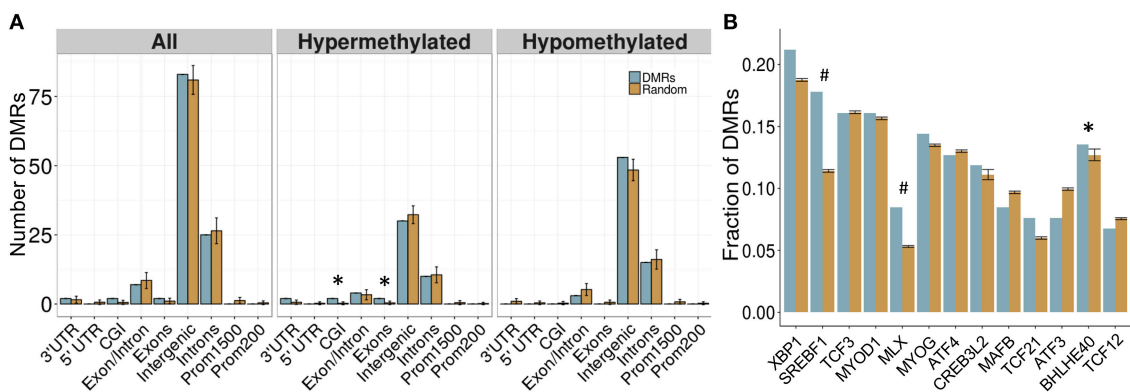 A
All
Hypermethylated
Hypomethylated
Number of DMRs
75
50
25
0
DMRs
Random
*
*
3'UTR
5' UTR
CGI
Exon/Intron
Exons
Intergenic
Introns
Prom1500
Prom200
3'UTR
5' UTR
CGI
Exon/Intron
Exons
Intergenic
Introns
Prom1500
Prom200
3'UTR
5' UTR
CGI
Exon/Intron
Exons
Intergenic
Introns
Prom1500
Prom200
B
Fraction of DMRs
0.20
0.15
0.10
0.05
0.00
#
#
*
XBP1
SREBF1
TCF3
MYOD1
MLX
MYOG
ATF4
CREB3L2
MAFB
TCF21
ATF3
BHLHE40
TCF12